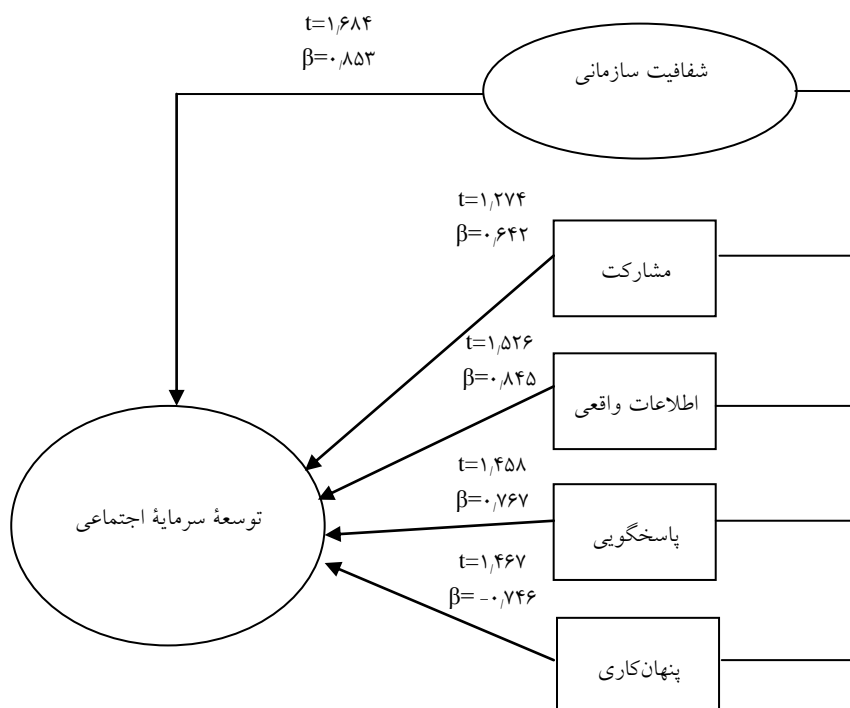 t=۱٫۶۸۴
β=۰٫۸۵۳
شفافیت سازمانی
t=۱٫۲۷۴
β=۰٫۶۴۲
مشارکت
t=۱٫۵۲۶
β=۰٫۸۴۵
اطلاعات واقعی
t=۱٫۴۵۸
β=۰٫۷۶۷
پاسخگویی
توسعهٔ سرمایهٔ اجتماعی
t=۱٫۴۶۷
β= -۰٫۷۴۶
پنهان‌کاری